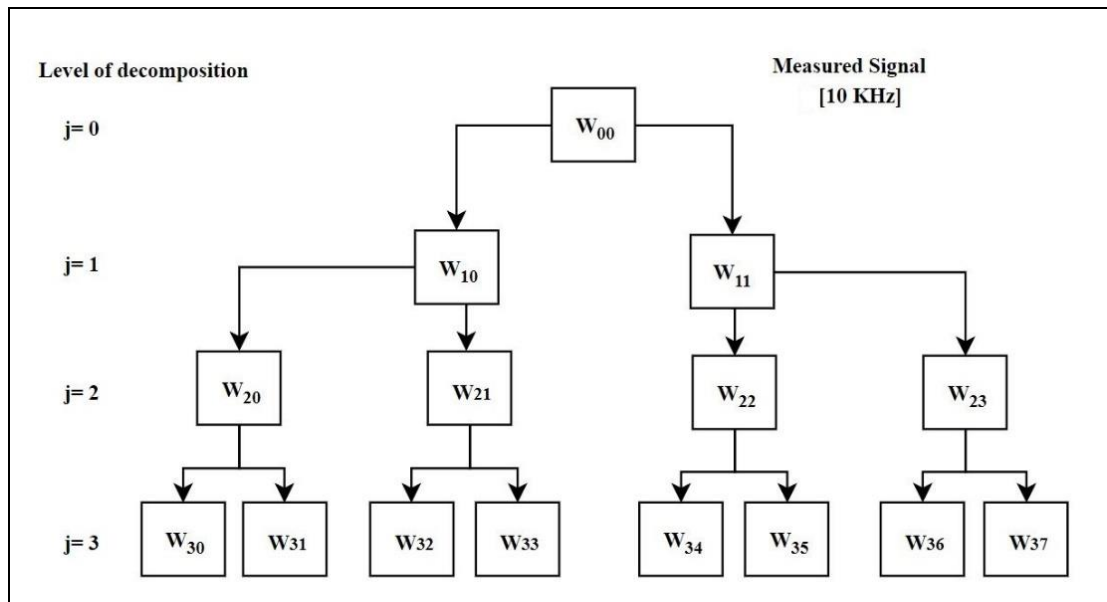 Level of decomposition
Measured Signal
[10 KHz]
j= 0
W₀₀
j= 1
W₁₀
W₁₁
j= 2
W₂₀
W21
W₂₂
W₂₃
j= 3
W₃₀
W31
W32
W33
W₃₄
W₃₅
W36
W37